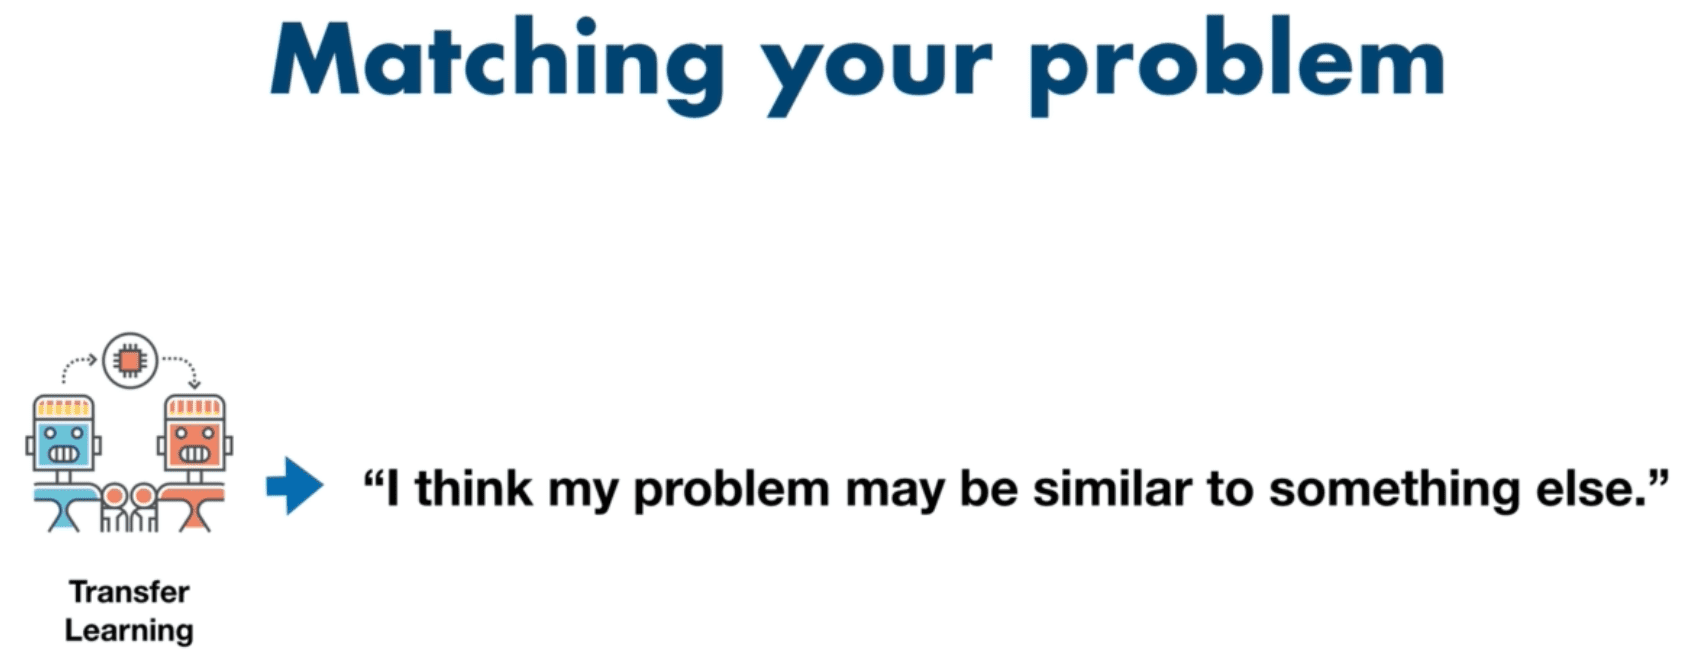 Matching your problem
“I think my problem may be similar to something else.”
Transfer
Learning